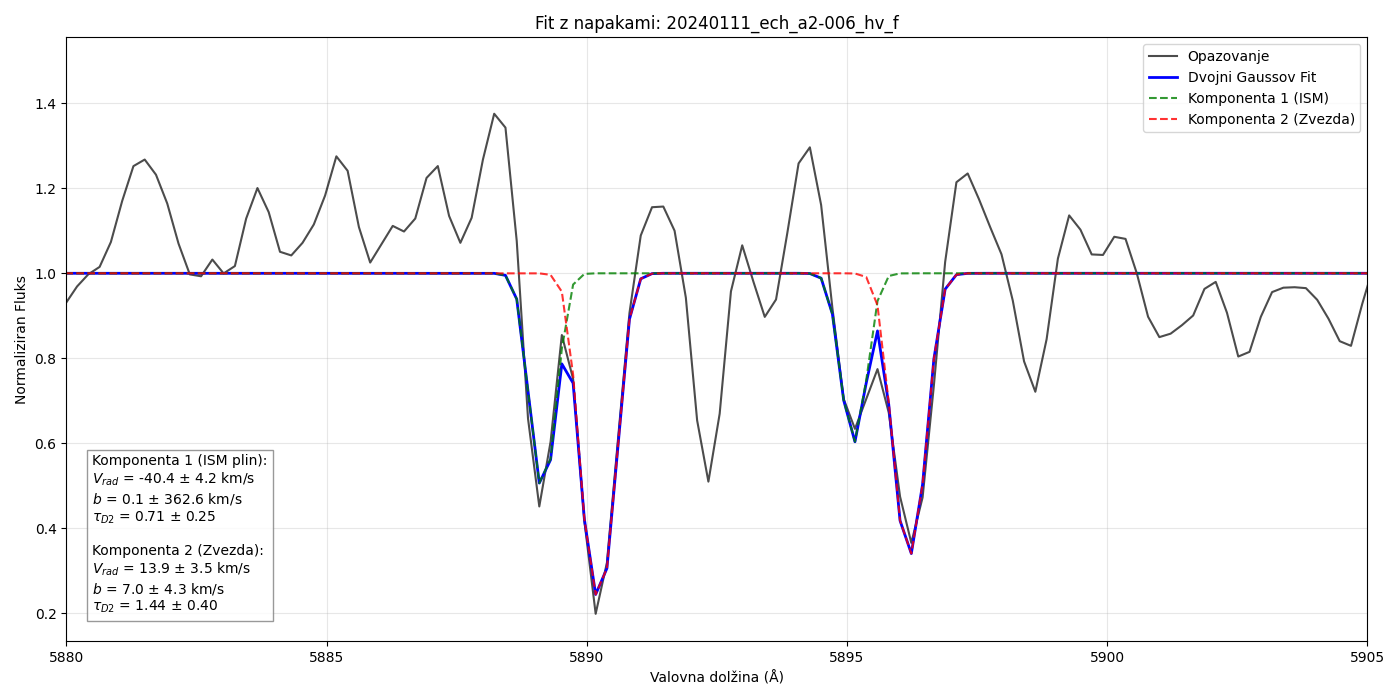 Fit z napakami: 20240111_ech_a2-006_hv_f
Normaliziran Fluks
1.4
1.2
1.0
0.8
0.6
0.4
0.2
Opazovanje
Dvojni Gaussov Fit
Komponenta 1 (ISM)
Komponenta 2 (Zvezda)
Komponenta 1 (ISM plin):
V_rad = -40.4 ± 4.2 km/s
b = 0.1 ± 362.6 km/s
τ_D2 = 0.71 ± 0.25
Komponenta 2 (Zvezda):
V_rad = 13.9 ± 3.5 km/s
b = 7.0 ± 4.3 km/s
τ_D2 = 1.44 ± 0.40
5880 5885 5890 5895 5900 5905
Valovna dolžina (Å)